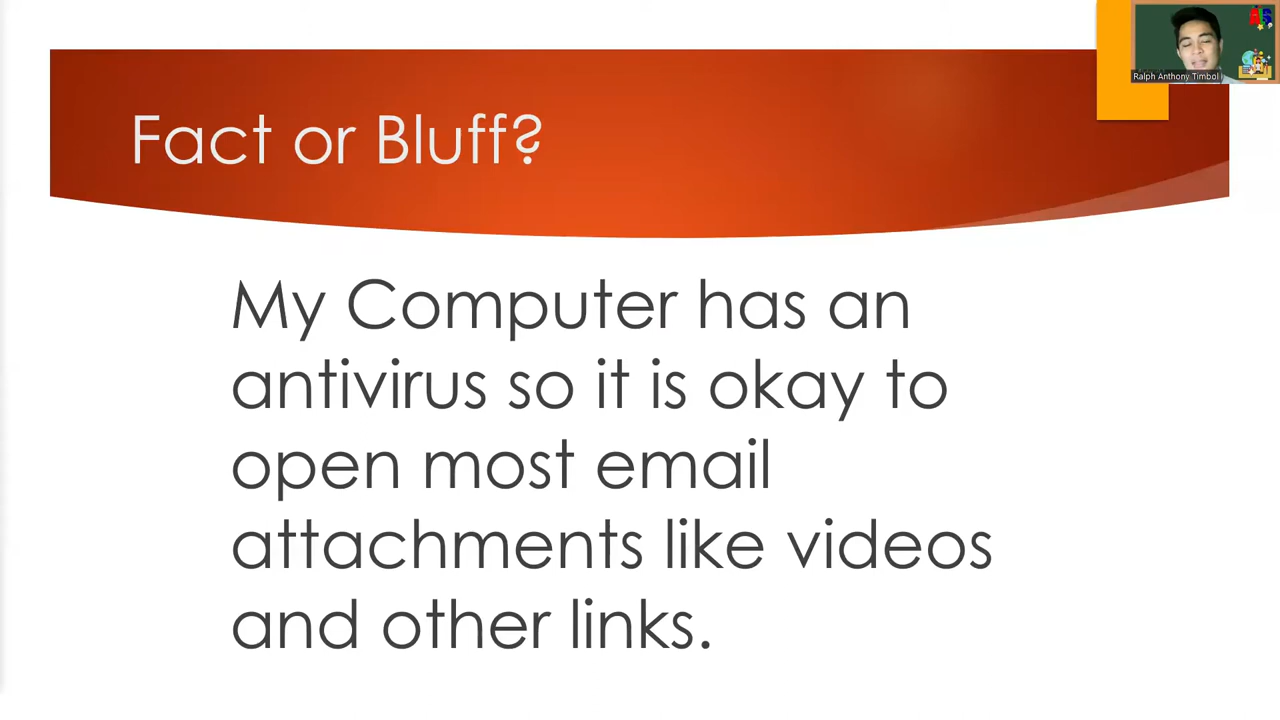 Ralph Anthony Timbol
Fact or Bluff?
My Computer has an
antivirus so it is okay to
open most email
attachments like videos
and other links.